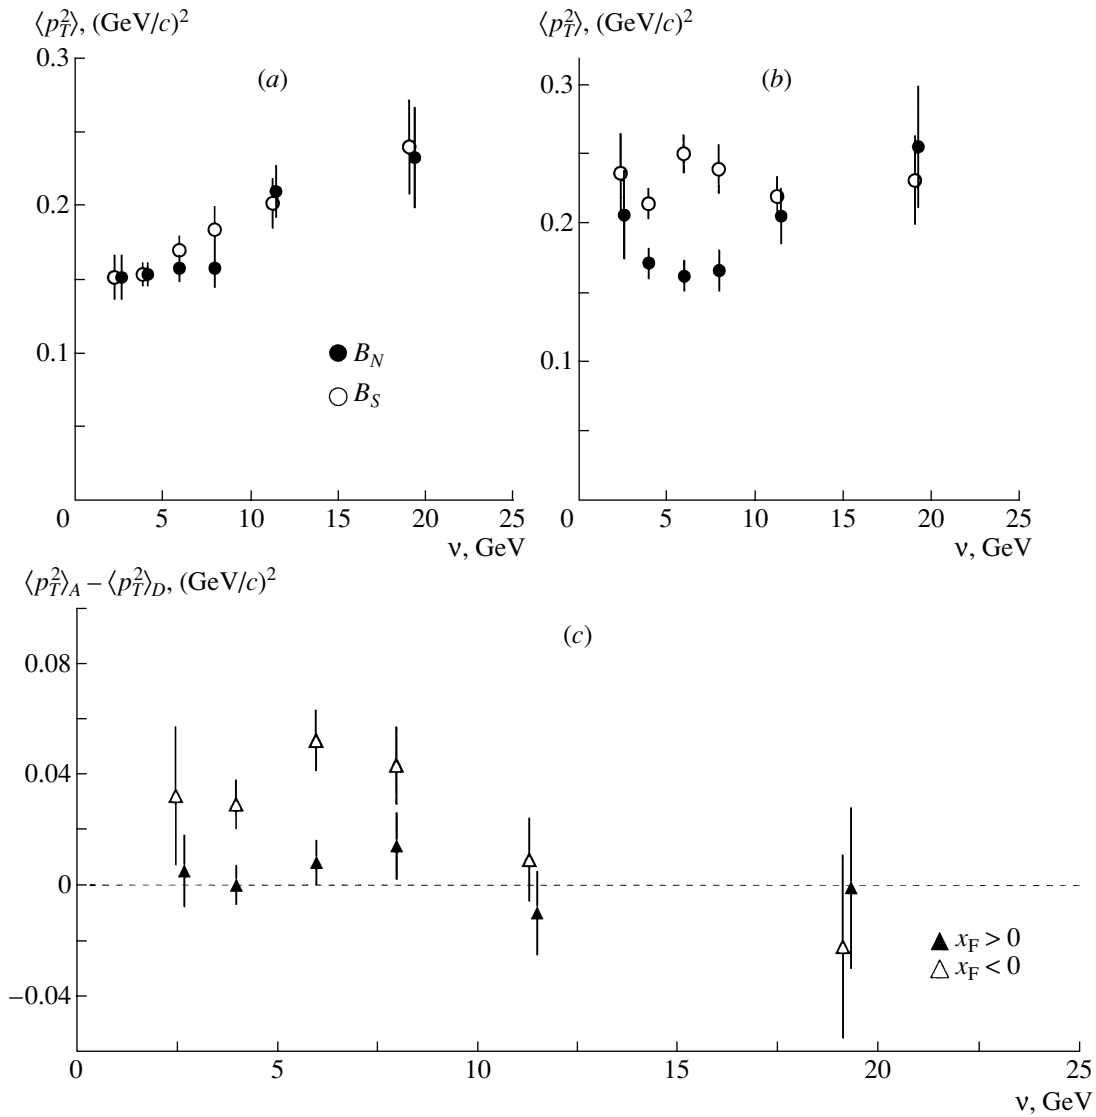 ⟨p_T^2⟩, (GeV/c)^2
⟨p_T^2⟩, (GeV/c)^2
0.3
(a)
0.2
0.1
B_N
B_S
0 5 10 15 20 25
ν, GeV
0.3
(b)
0.2
0.1
0 5 10 15 20 25
ν, GeV
⟨p_T^2⟩_A – ⟨p_T^2⟩_D, (GeV/c)^2
(c)
0.08
0.04
0
x_F > 0
x_F < 0
–0.04
0 5 10 15 20 25
ν, GeV